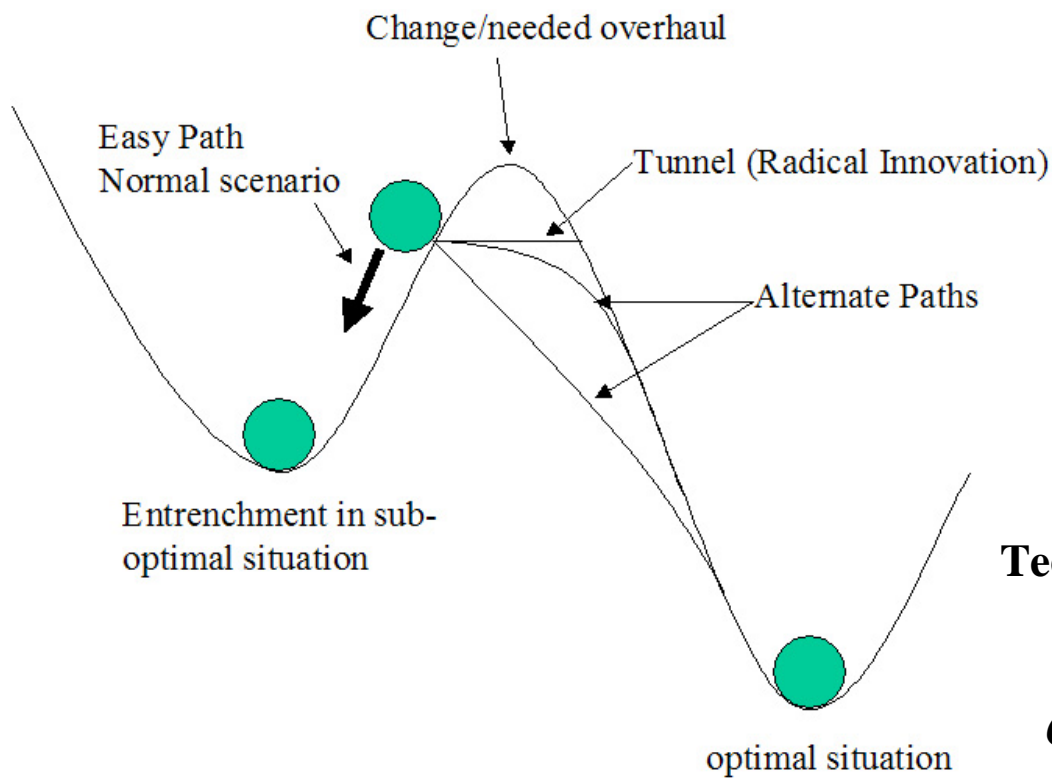 Change/needed overhaul
Easy Path
Normal scenario
Tunnel (Radical Innovation)
Alternate Paths
Entrenchment in sub-
optimal situation
optimal situation